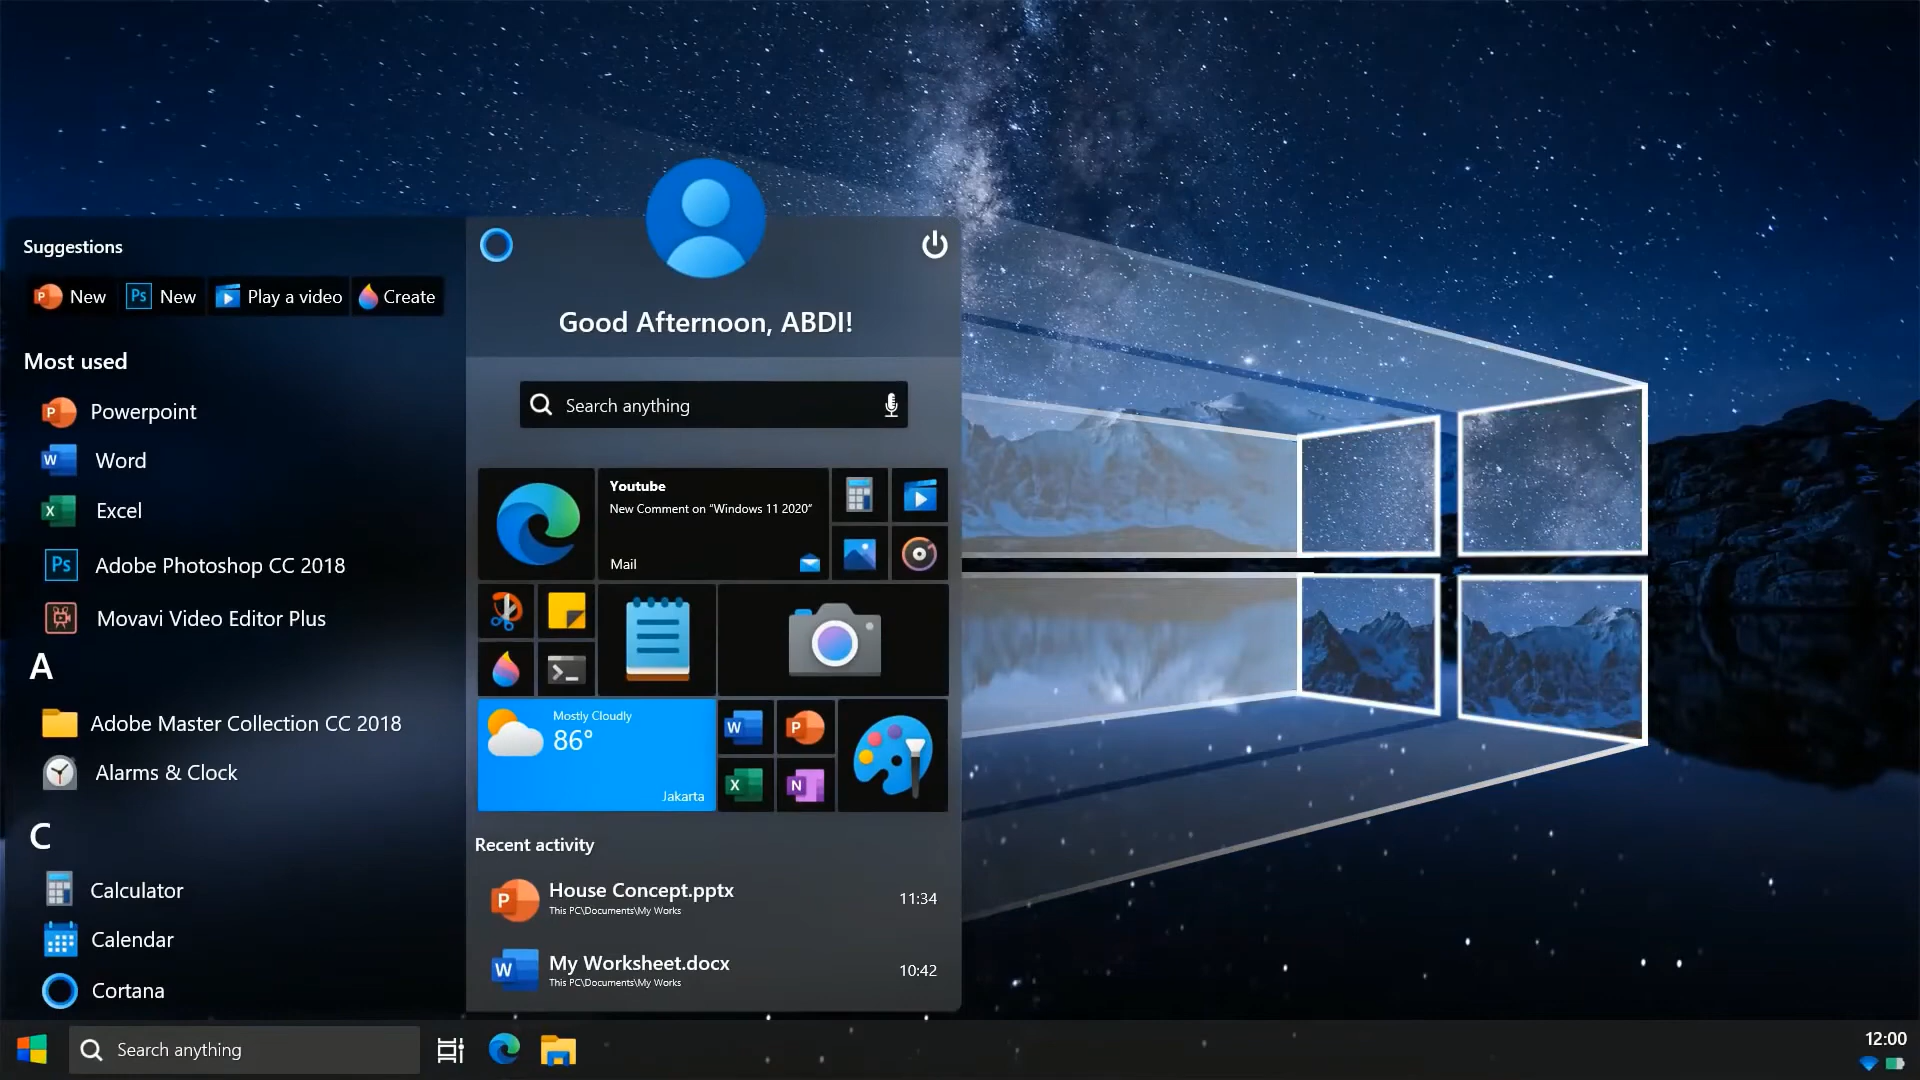 Suggestions
New
New
Play a video
Create
Most used
Powerpoint
Word
Excel
Adobe Photoshop CC 2018
Movavi Video Editor Plus
A
Adobe Master Collection CC 2018
Alarms & Clock
C
Calculator
Calendar
Cortana
Good Afternoon, ABDI!
Search anything
Youtube
New Comment on “Windows 11 2020”
Mail
Mostly Cloudly
86°
Jakarta
Recent activity
House Concept.pptx
This PC\Documents\My Works
11:34
My Worksheet.docx
This PC\Documents\My Works
10:42
Search anything
12:00